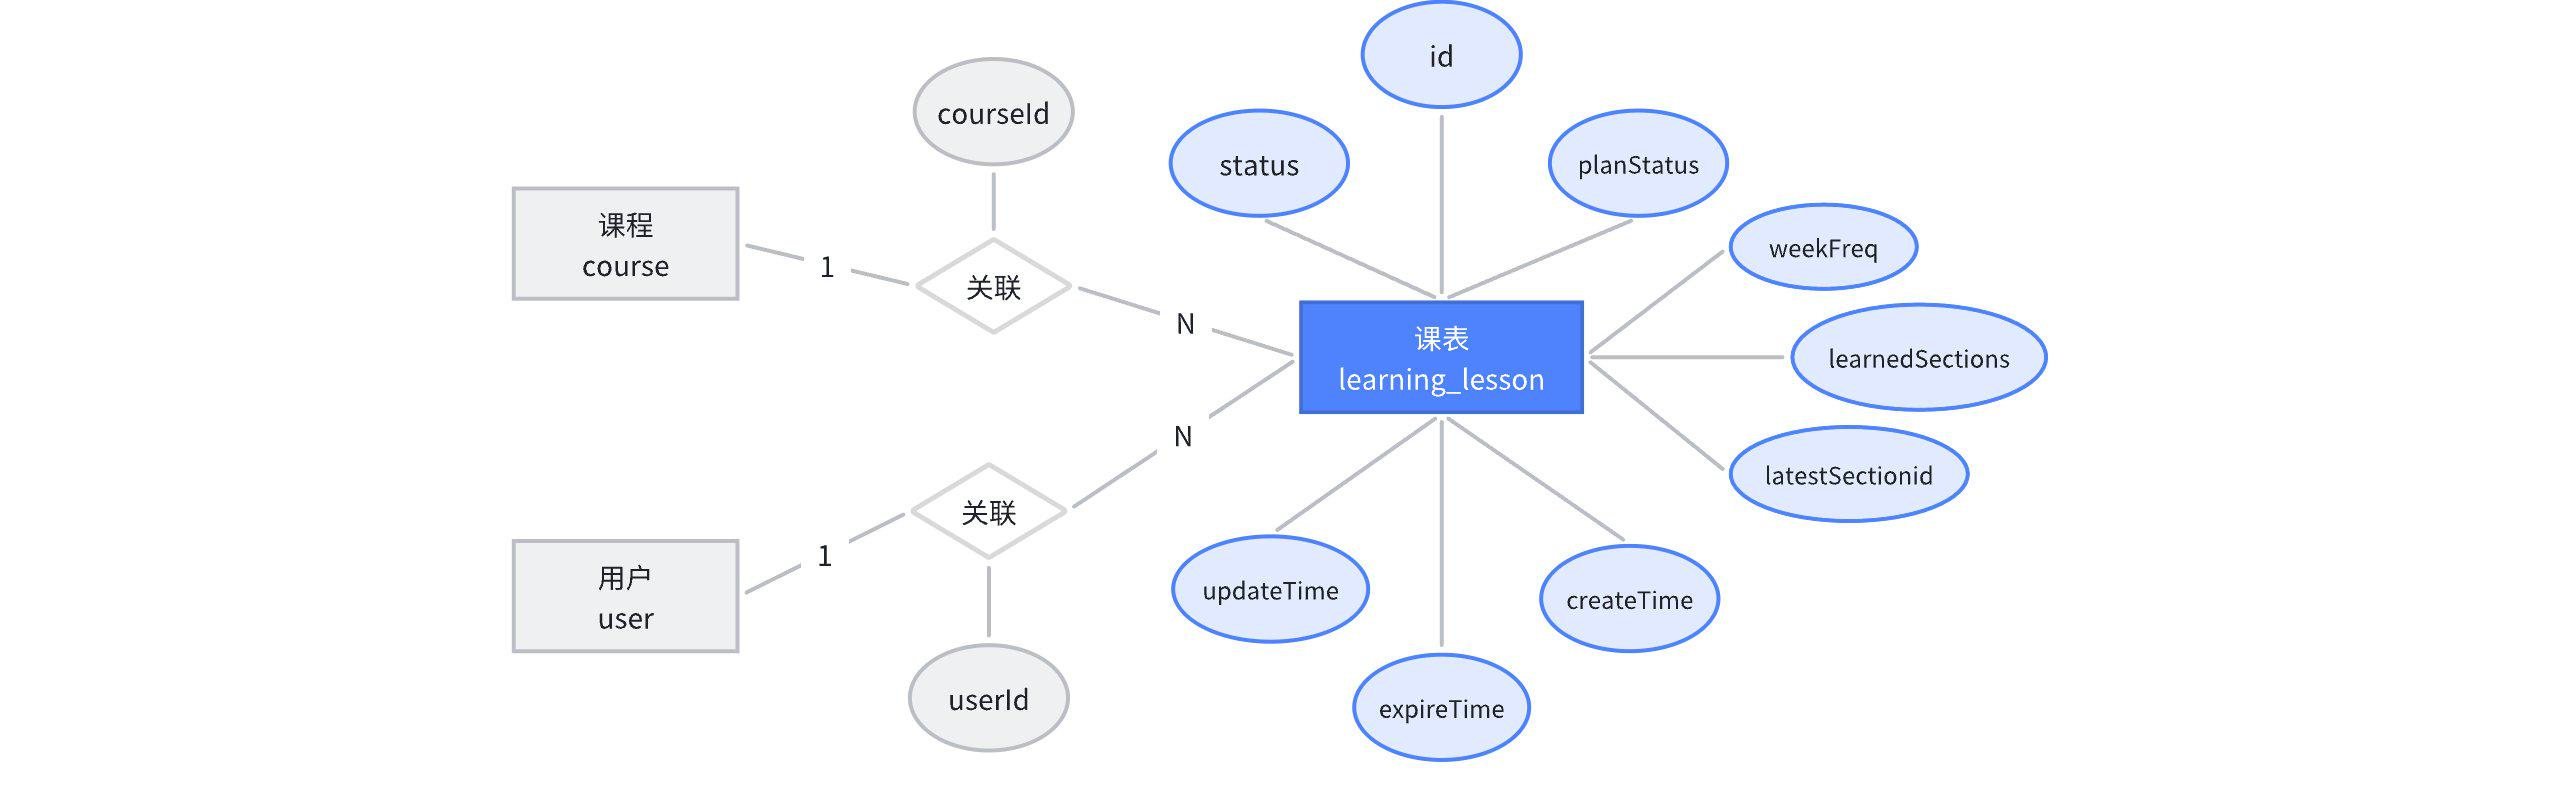 id
courseId
status
planStatus
课程
course
1
关联
weekFreq
N
课表
learning_lesson
learnedSections
N
latestSectionid
关联
1
用户
user
updateTime
createTime
userId
expireTime